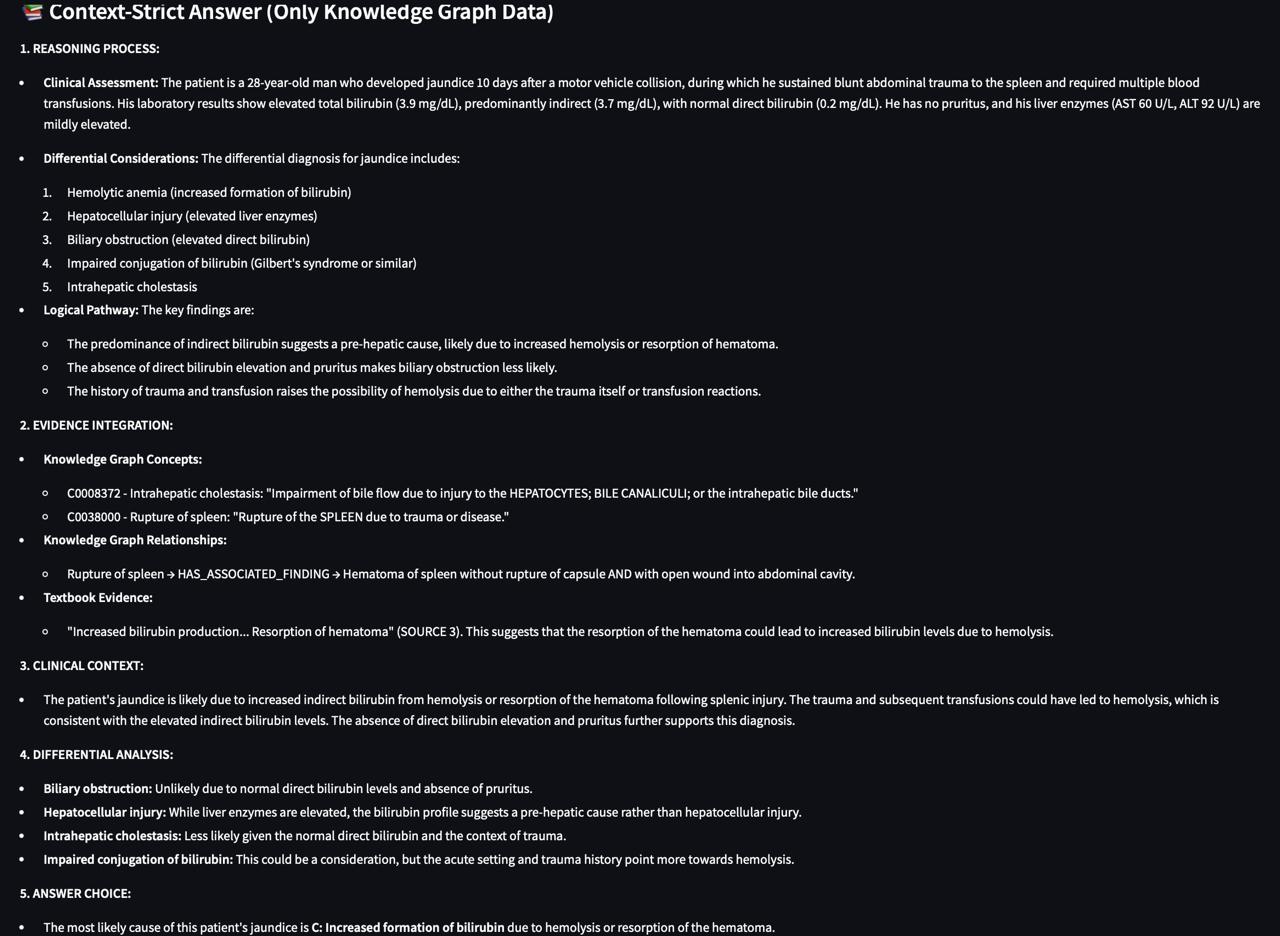 📚 Context-Strict Answer (Only Knowledge Graph Data)
1. REASONING PROCESS:
• Clinical Assessment: The patient is a 28-year-old man who developed jaundice 10 days after a motor vehicle collision, during which he sustained blunt abdominal trauma to the spleen and required multiple blood
transfusions. His laboratory results show elevated total bilirubin (3.9 mg/dL), predominantly indirect (3.7 mg/dL), with normal direct bilirubin (0.2 mg/dL). He has no pruritus, and his liver enzymes (AST 60 U/L, ALT 92 U/L) are
mildly elevated.
• Differential Considerations: The differential diagnosis for jaundice includes:
1. Hemolytic anemia (increased formation of bilirubin)
2. Hepatocellular injury (elevated liver enzymes)
3. Biliary obstruction (elevated direct bilirubin)
4. Impaired conjugation of bilirubin (Gilbert's syndrome or similar)
5. Intrahepatic cholestasis
• Logical Pathway: The key findings are:
◦ The predominance of indirect bilirubin suggests a pre-hepatic cause, likely due to increased hemolysis or resorption of hematoma.
◦ The absence of direct bilirubin elevation and pruritus makes biliary obstruction less likely.
◦ The history of trauma and transfusion raises the possibility of hemolysis due to either the trauma itself or transfusion reactions.
2. EVIDENCE INTEGRATION:
• Knowledge Graph Concepts:
◦ C0008372 - Intrahepatic cholestasis: "Impairment of bile flow due to injury to the HEPATOCYTES; BILE CANALICULI; or the intrahepatic bile ducts."
◦ C0038000 - Rupture of spleen: "Rupture of the SPLEEN due to trauma or disease."
• Knowledge Graph Relationships:
◦ Rupture of spleen → HAS_ASSOCIATED_FINDING → Hematoma of spleen without rupture of capsule AND with open wound into abdominal cavity.
• Textbook Evidence:
◦ "Increased bilirubin production... Resorption of hematoma" (SOURCE 3). This suggests that the resorption of the hematoma could lead to increased bilirubin levels due to hemolysis.
3. CLINICAL CONTEXT:
• The patient's jaundice is likely due to increased indirect bilirubin from hemolysis or resorption of the hematoma following splenic injury. The trauma and subsequent transfusions could have led to hemolysis, which is
consistent with the elevated indirect bilirubin levels. The absence of direct bilirubin elevation and pruritus further supports this diagnosis.
4. DIFFERENTIAL ANALYSIS:
• Biliary obstruction: Unlikely due to normal direct bilirubin levels and absence of pruritus.
• Hepatocellular injury: While liver enzymes are elevated, the bilirubin profile suggests a pre-hepatic cause rather than hepatocellular injury.
• Intrahepatic cholestasis: Less likely given the normal direct bilirubin and the context of trauma.
• Impaired conjugation of bilirubin: This could be a consideration, but the acute setting and trauma history point more towards hemolysis.
5. ANSWER CHOICE:
• The most likely cause of this patient's jaundice is C: Increased formation of bilirubin due to hemolysis or resorption of the hematoma.